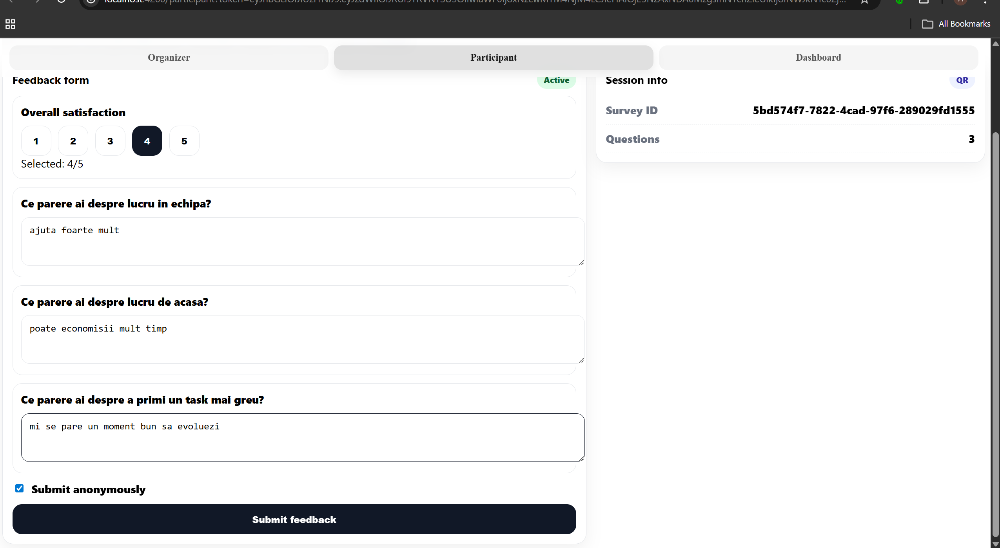 All Bookmarks
Organizer
Participant
Dashboard
Feedback form
Active
Overall satisfaction
1
2
3
4
5
Selected: 4/5
Ce parere ai despre lucru in echipa?
ajuta foarte mult
Ce parere ai despre lucru de acasa?
poate economisii mult timp
Ce parere ai despre a primi un task mai greu?
mi se pare un moment bun sa evoluezi
Submit anonymously
Submit feedback
Session info
QR
Survey ID
5bd574f7-7822-4cad-97f6-289029fd1555
Questions
3